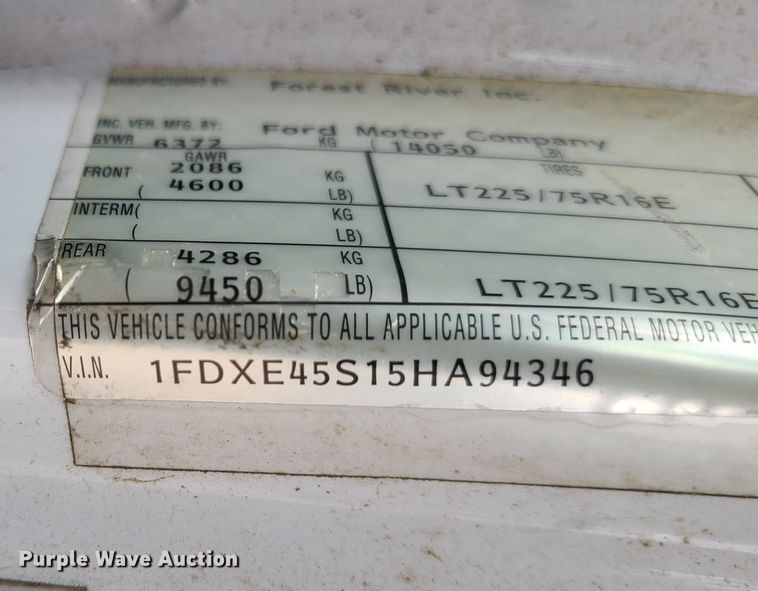 MANUFACTURED BY: Forest River Inc.
INC. VEH. MFG. BY: Ford Motor Company
GVWR 6372 KG ( 14050 LB)
GAWR TIRES
FRONT 2086 KG
( 4600 LB) LT225/75R16E
INTERM( KG
( LB)
REAR 4286 KG
( 9450 LB) LT225/75R16E
THIS VEHICLE CONFORMS TO ALL APPLICABLE U.S. FEDERAL MOTOR VEH
V.I.N. 1FDXE45S15HA94346
Purple Wave Auction